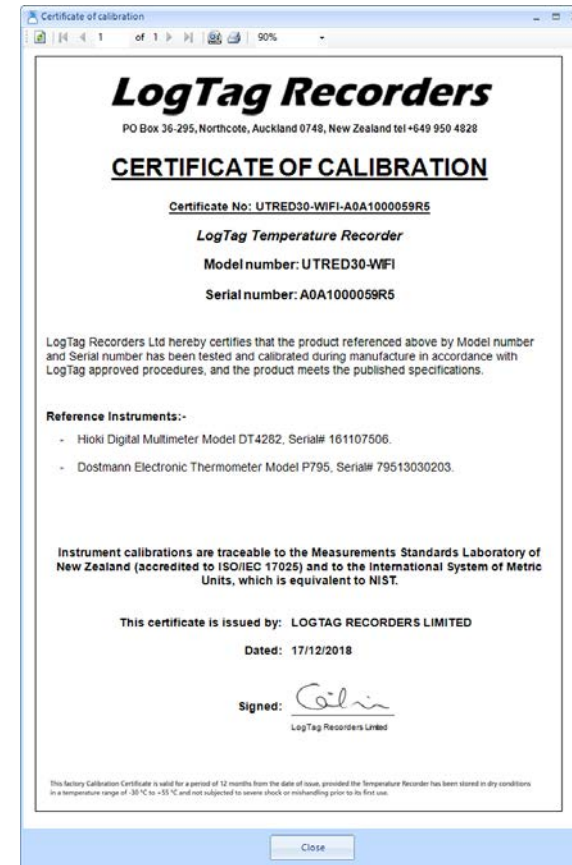 Certificate of calibration
1 of 1 90%
LogTag Recorders
PO Box 36-295, Northcote, Auckland 0748, New Zealand tel +649 950 4828
CERTIFICATE OF CALIBRATION
Certificate No: UTRED30-WIFI-A0A1000059R5
LogTag Temperature Recorder
Model number: UTRED30-WIFI
Serial number: A0A1000059R5
LogTag Recorders Ltd hereby certifies that the product referenced above by Model number
and Serial number has been tested and calibrated during manufacture in accordance with
LogTag approved procedures, and the product meets the published specifications.
Reference Instruments:-
- Hioki Digital Multimeter Model DT4282, Serial# 161107506.
- Dostmann Electronic Thermometer Model P795, Serial# 79513030203.
Instrument calibrations are traceable to the Measurements Standards Laboratory of
New Zealand (accredited to ISO/IEC 17025) and to the International System of Metric
Units, which is equivalent to NIST.
This certificate is issued by: LOGTAG RECORDERS LIMITED
Dated: 17/12/2018
Signed:
LogTag Recorders Limited
This factory Calibration Certificate is valid for a period of 12 months from the date of issue, provided the Temperature Recorder has been stored in dry conditions
in a temperature range of -30 °C to +55 °C and not subjected to severe shock or mishandling prior to its first use.
Close